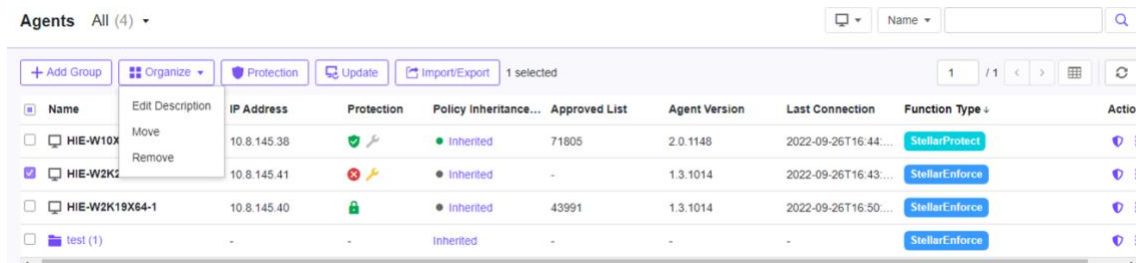 Agents All (4)
Name
Add Group Organize Protection Update Import/Export 1 selected 1 / 1
Name IP Address Protection Policy Inheritance... Approved List Agent Version Last Connection Function Type ↓ Actio
Edit Description
Move
Remove
HIE-W10X 10.8.145.38 Inherited 71805 2.0.1148 2022-09-26T16:44:... StellarProtect
HIE-W2K2 10.8.145.41 Inherited - 1.3.1014 2022-09-26T16:43:... StellarEnforce
HIE-W2K19X64-1 10.8.145.40 Inherited 43991 1.3.1014 2022-09-26T16:50:... StellarEnforce
test (1) - - Inherited - - - StellarEnforce